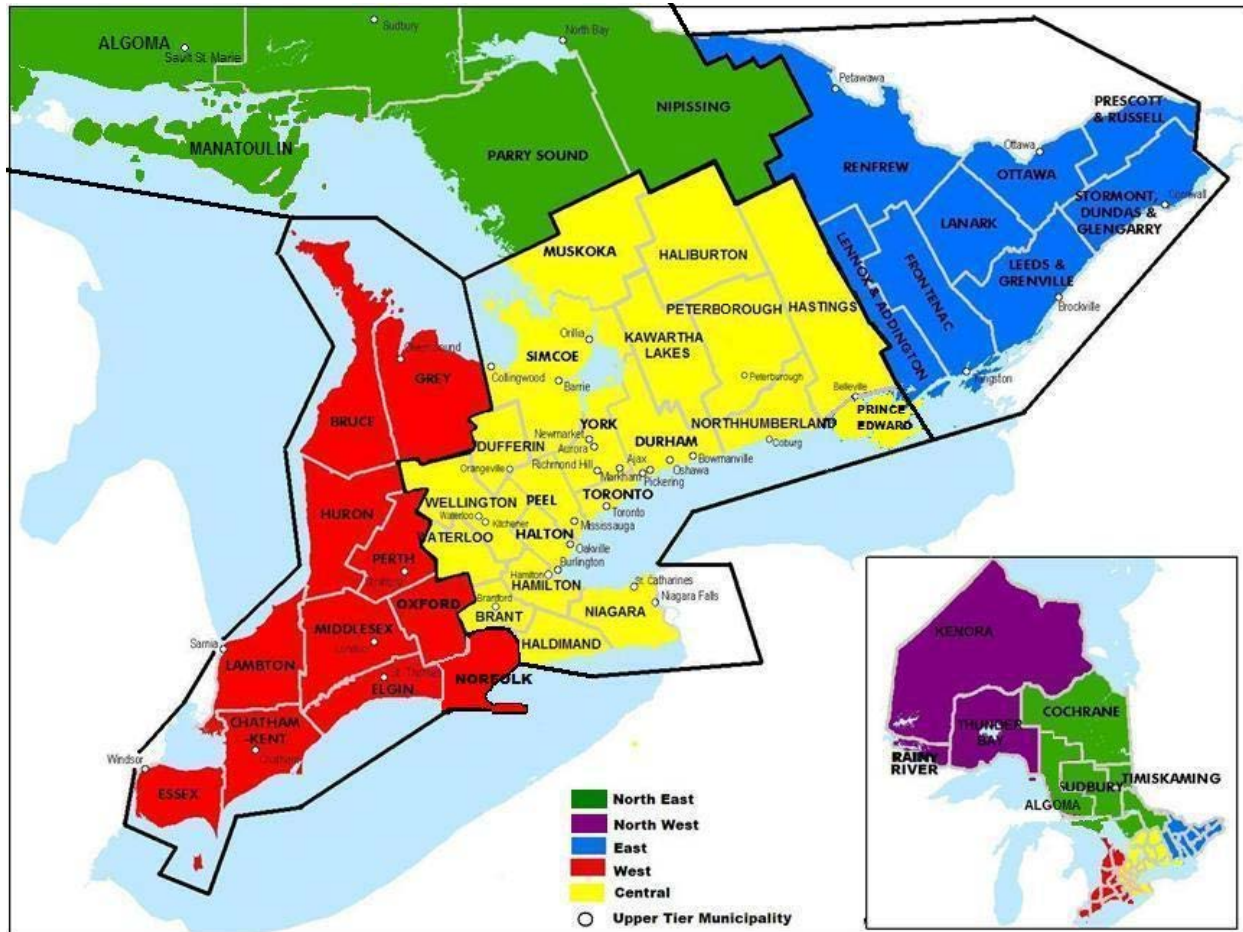 Sudbury
North Bay
ALGOMA
Sault St. Marie
Petawawa
NIPISSING
PRESCOTT
& RUSSELL
MANATOULIN
PARRY SOUND
Ottawa
RENFREW
OTTAWA
STORMONT,
DUNDAS &
GLENGARRY
Cornwall
LANARK
MUSKOKA
HALIBURTON
LENNOX & ADDINGTON
FRONTENAC
LEEDS &
GRENVILLE
Brockville
PETERBOROUGH
HASTINGS
Orillia
KAWARTHA
LAKES
SIMCOE
GREY
Collingwood
Barrie
Peterborough
Kingston
Belleville
PRINCE
EDWARD
BRUCE
YORK
NORTHHUMBERLAND
Newmarket
DUFFERIN
Aurora
DURHAM
Coburg
Orangeville
Richmond Hill
Ajax
Bowmanville
Markham
Oshawa
Pickering
WELLINGTON
PEEL
TORONTO
Toronto
HURON
Waterloo
Kitchener
Mississauga
WATERLOO
HALTON
Oakville
PERTH
Burlington
Hamilton
HAMILTON
St. Catharines
OXFORD
Brantford
BRANT
NIAGARA
Niagara Falls
MIDDLESEX
London
HALDIMAND
Sarnia
LAMBTON
St. Thomas
ELGIN
NORFOLK
CHATHAM
-KENT
Chatham
Windsor
ESSEX
North East
North West
East
West
Central
Upper Tier Municipality
KENORA
COCHRANE
THUNDER
BAY
RAINY
RIVER
SUDBURY
TIMISKAMING
ALGOMA